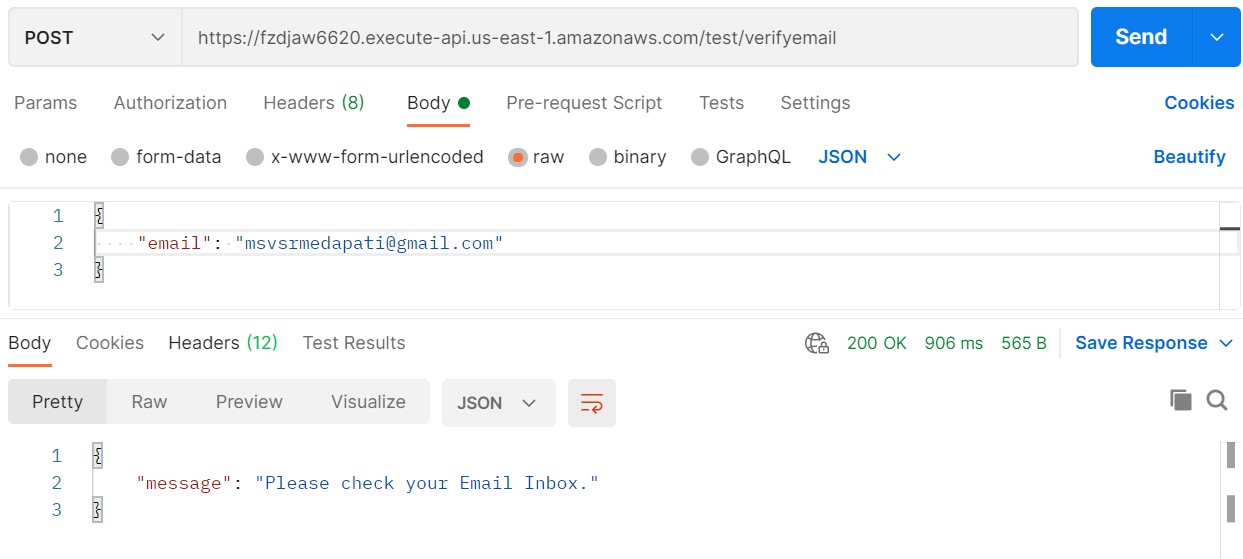 POST https://fzdjaw6620.execute-api.us-east-1.amazonaws.com/test/verifyemail Send
Params Authorization Headers (8) Body Pre-request Script Tests Settings Cookies
none form-data x-www-form-urlencoded raw binary GraphQL JSON Beautify
1 {
2 "email": "msvsrmedapati@gmail.com"
3 }
Body Cookies Headers (12) Test Results 200 OK 906 ms 565 B Save Response
Pretty Raw Preview Visualize JSON
1 {
2 "message": "Please check your Email Inbox."
3 }